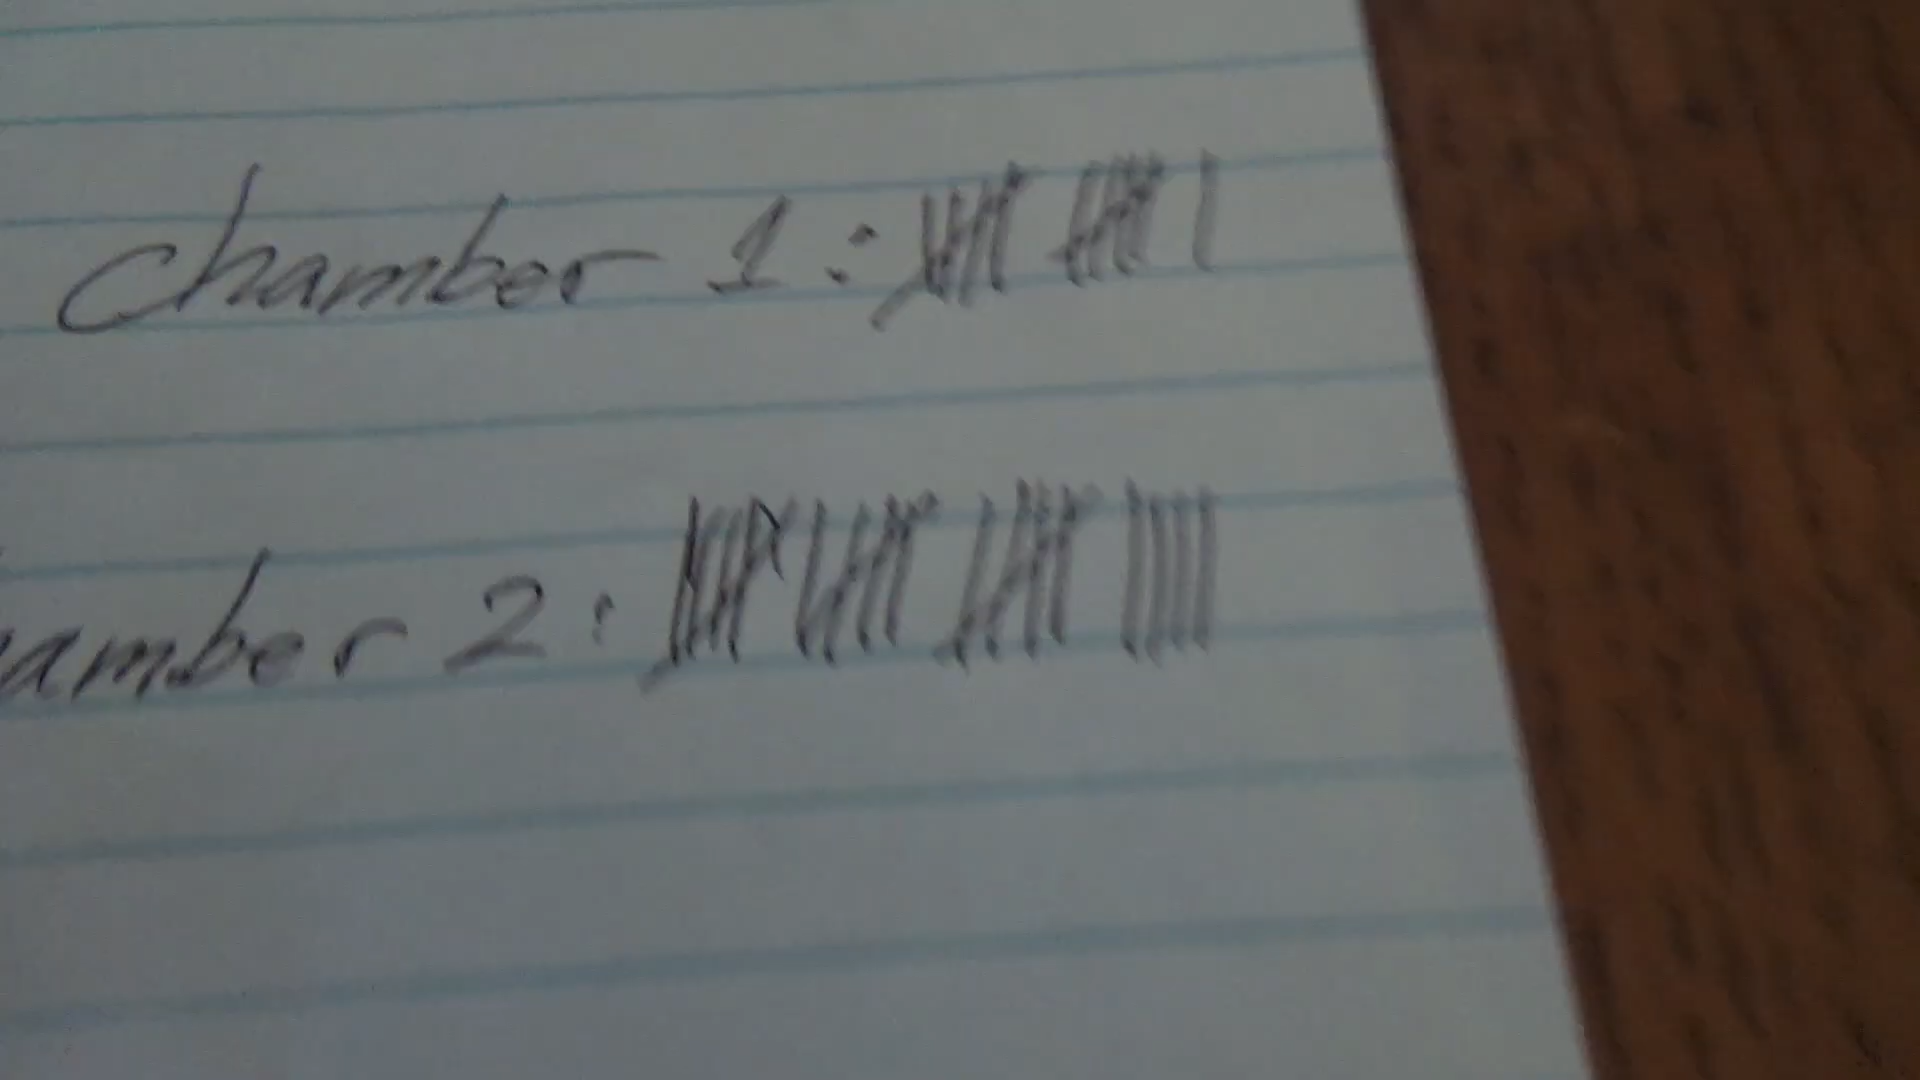 Chamber 1: 𝍸 𝍸 |
amber 2: 𝍸 𝍸 𝍸 ||||